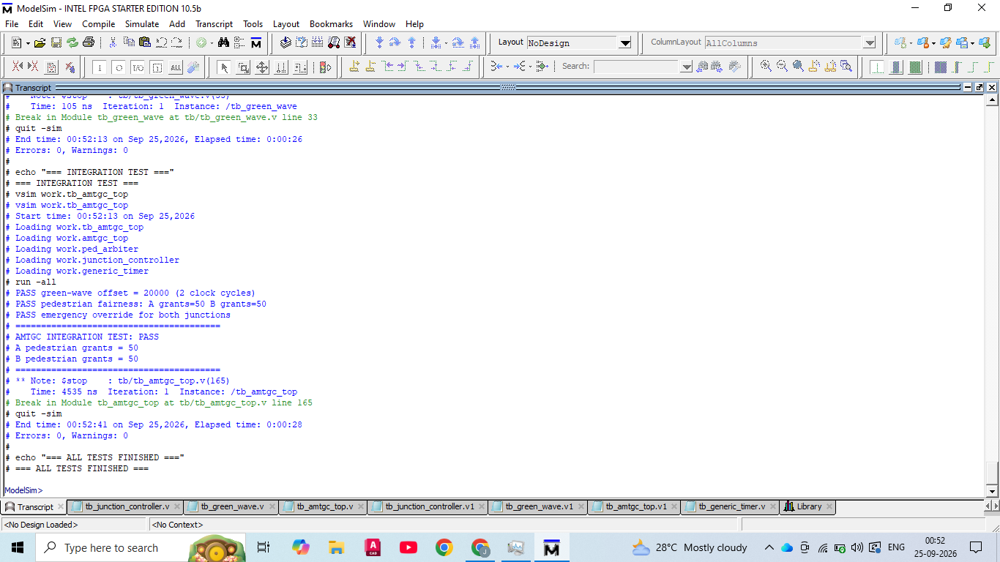 ModelSim - INTEL FPGA STARTER EDITION 10.5b
File Edit View Compile Simulate Add Transcript Tools Layout Bookmarks Window Help
Layout NoDesign ColumnLayout AllColumns
Search:
Transcript
# Note: $stop : tb/tb_green_wave.v(33)
# Time: 105 ns Iteration: 1 Instance: /tb_green_wave
# Break in Module tb_green_wave at tb/tb_green_wave.v line 33
# quit -sim
# End time: 00:52:13 on Sep 25,2026, Elapsed time: 0:00:26
# Errors: 0, Warnings: 0
#
# echo "=== INTEGRATION TEST ==="
# === INTEGRATION TEST ===
# vsim work.tb_amtgc_top
# vsim work.tb_amtgc_top
# Start time: 00:52:13 on Sep 25,2026
# Loading work.tb_amtgc_top
# Loading work.amtgc_top
# Loading work.ped_arbiter
# Loading work.junction_controller
# Loading work.generic_timer
# run -all
# PASS green-wave offset = 20000 (2 clock cycles)
# PASS pedestrian fairness: A grants=50 B grants=50
# PASS emergency override for both junctions
# ========================================
# AMTGC INTEGRATION TEST: PASS
# A pedestrian grants = 50
# B pedestrian grants = 50
# ========================================
# ** Note: $stop : tb/tb_amtgc_top.v(165)
# Time: 4535 ns Iteration: 1 Instance: /tb_amtgc_top
# Break in Module tb_amtgc_top at tb/tb_amtgc_top.v line 165
# quit -sim
# End time: 00:52:41 on Sep 25,2026, Elapsed time: 0:00:28
# Errors: 0, Warnings: 0
#
# echo "=== ALL TESTS FINISHED ==="
# === ALL TESTS FINISHED ===
ModelSim>
Transcript tb_junction_controller.v tb_green_wave.v tb_amtgc_top.v tb_junction_controller.v1 tb_green_wave.v1 tb_amtgc_top.v1 tb_generic_timer.v Library
<No Design Loaded> <No Context>
Type here to search 28°C Mostly cloudy ENG 00:52
25-09-2026